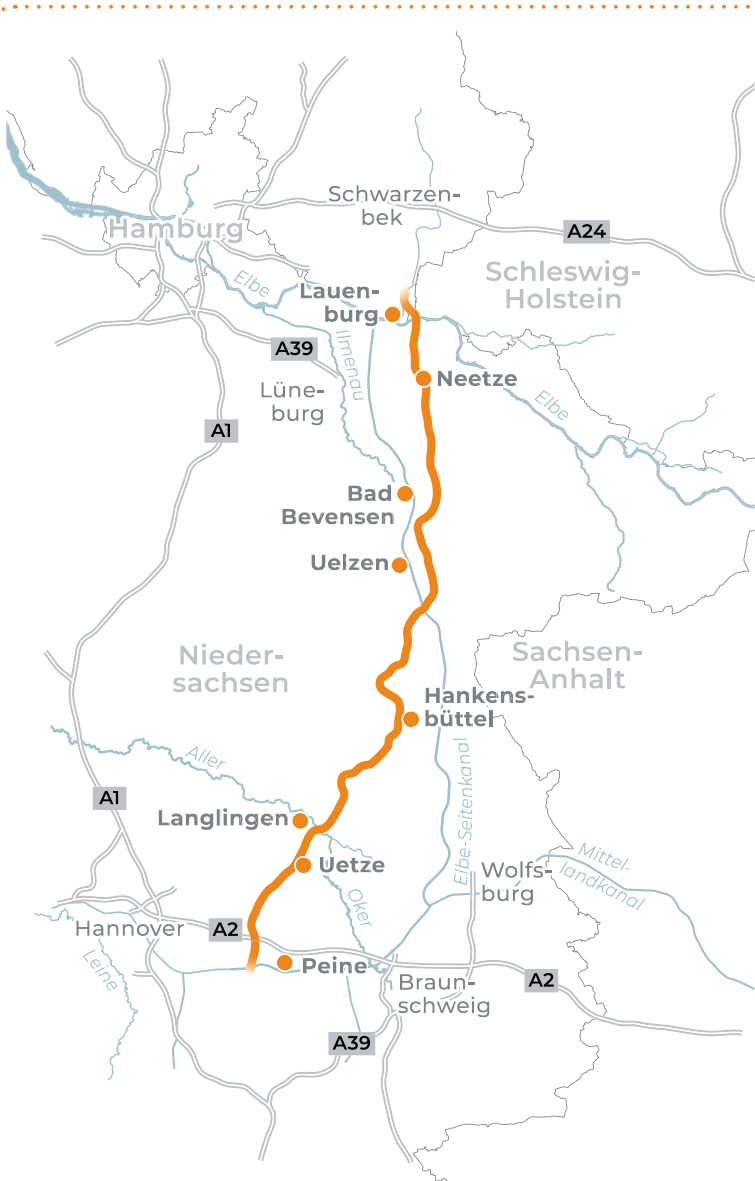 Schwarzen-
bek
Hamburg
A24
Elbe
Schleswig-
Holstein
Lauen-
burg
Ilmenau
A39
Neetze
Lüne-
burg
Elbe
A1
Bad
Bevensen
Uelzen
Nieder-
sachsen
Sachsen-
Anhalt
Hankens-
büttel
Aller
Elbe-Seitenkanal
A1
Langlingen
Uetze
Mittel-
landkanal
Wolfs-
burg
Oker
Hannover
A2
Leine
Peine
Braun-
schweig
A2
A39